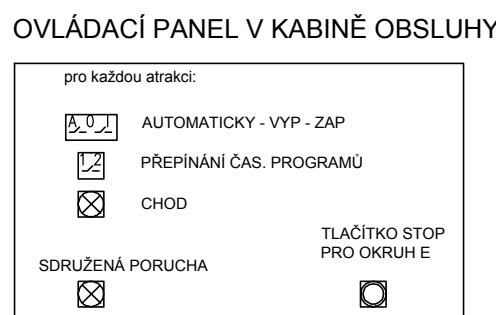 OVLÁDACÍ PANEL V KABINĚ OBSLUHY
pro každou atrakci:
A 0 I AUTOMATICKY - VYP - ZAP
1 2 PŘEPÍNÁNÍ ČAS. PROGRAMŮ
CHOD
TLAČÍTKO STOP
PRO OKRUH E
SDRUŽENÁ PORUCHA